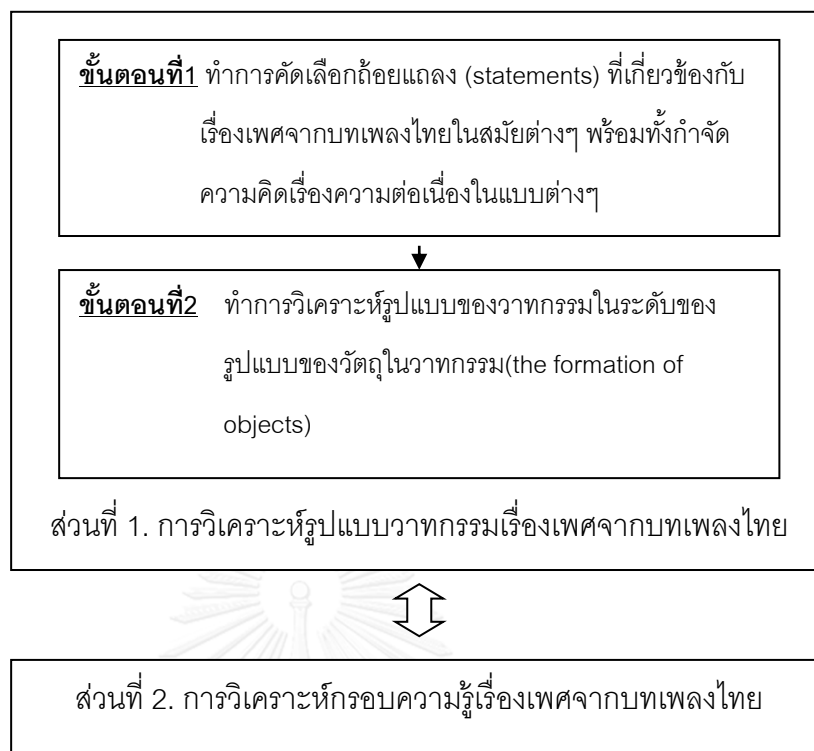 ขั้นตอนที่1 ทำการคัดเลือกถ้อยแถลง (statements) ที่เกี่ยวข้องกับ
เรื่องเพศจากบทเพลงไทยในสมัยต่างๆ พร้อมทั้งกำจัด
ความคิดเรื่องความต่อเนื่องในแบบต่างๆ
ขั้นตอนที่2 ทำการวิเคราะห์รูปแบบของวาทกรรมในระดับของ
รูปแบบของวัตถุในวาทกรรม(the formation of
objects)
ส่วนที่ 1. การวิเคราะห์รูปแบบวาทกรรมเรื่องเพศจากบทเพลงไทย
ส่วนที่ 2. การวิเคราะห์กรอบความรู้เรื่องเพศจากบทเพลงไทย